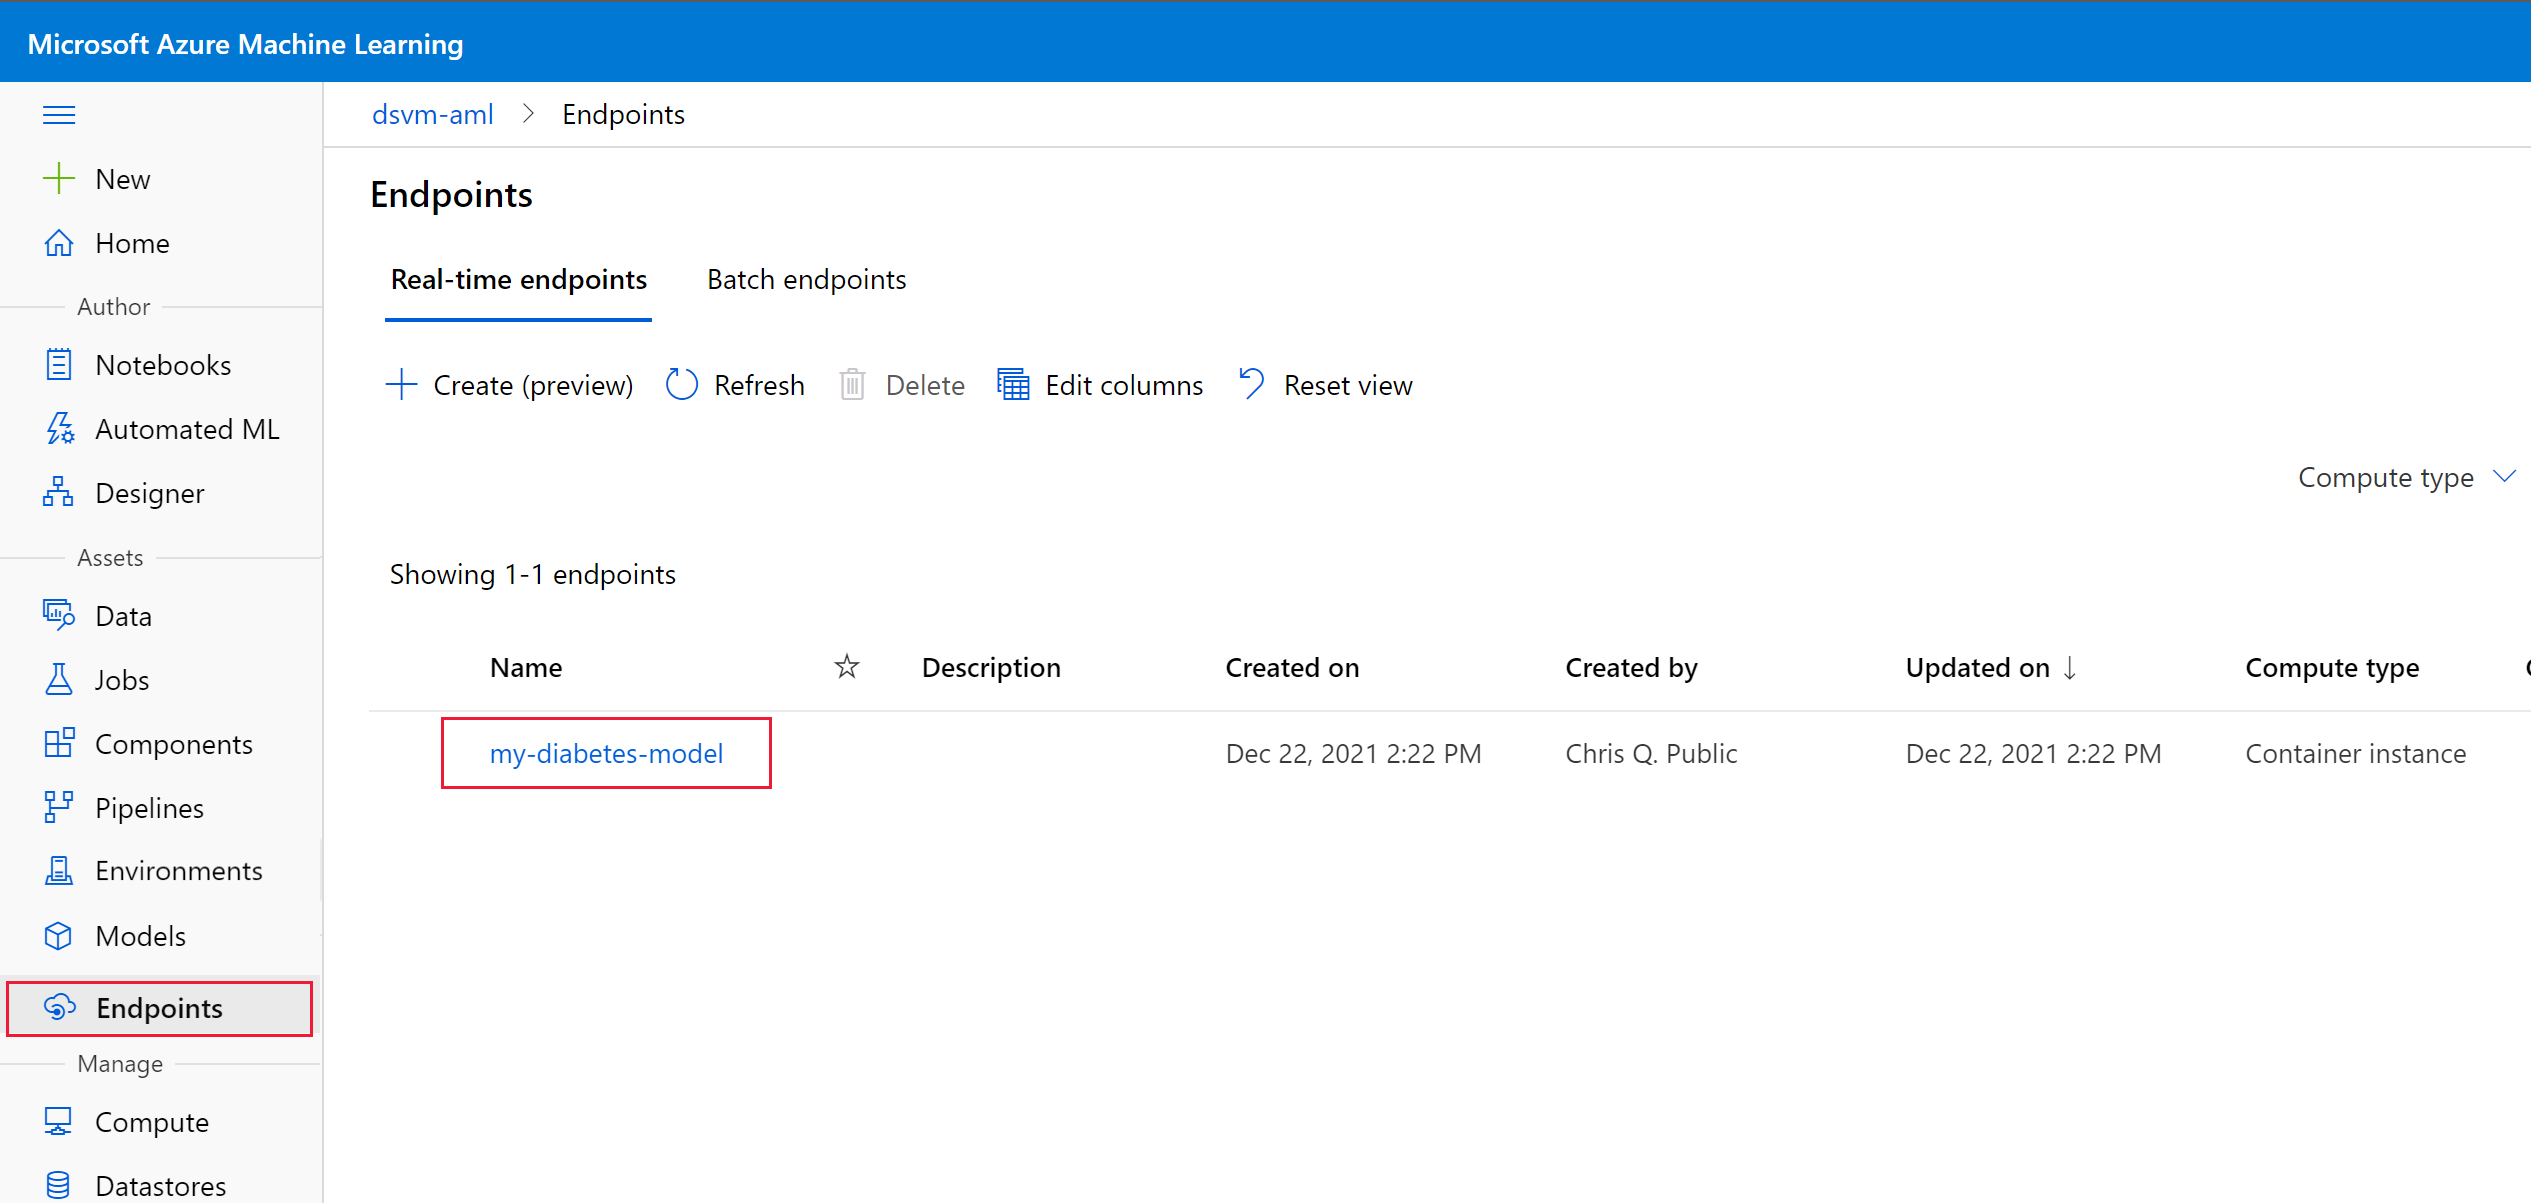 Microsoft Azure Machine Learning
dsvm-aml > Endpoints
New
Home
Author
Notebooks
Automated ML
Designer
Assets
Data
Jobs
Components
Pipelines
Environments
Models
Endpoints
Manage
Compute
Datastores
Endpoints
Real-time endpoints Batch endpoints
Create (preview) Refresh Delete Edit columns Reset view
Compute type
Showing 1-1 endpoints
Name Description Created on Created by Updated on ↓ Compute type
my-diabetes-model Dec 22, 2021 2:22 PM Chris Q. Public Dec 22, 2021 2:22 PM Container instance